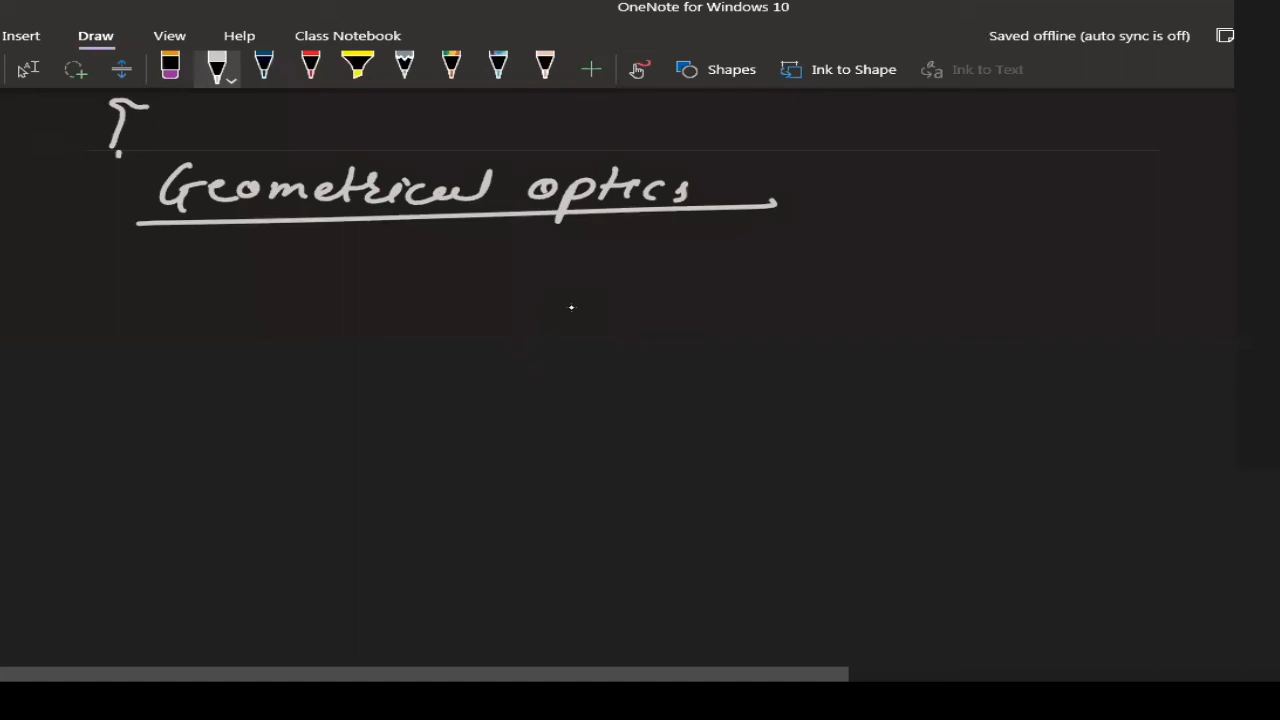 OneNote for Windows 10
Insert Draw View Help Class Notebook Saved offline (auto sync is off)
Shapes Ink to Shape Ink to Text
Geometrical optics